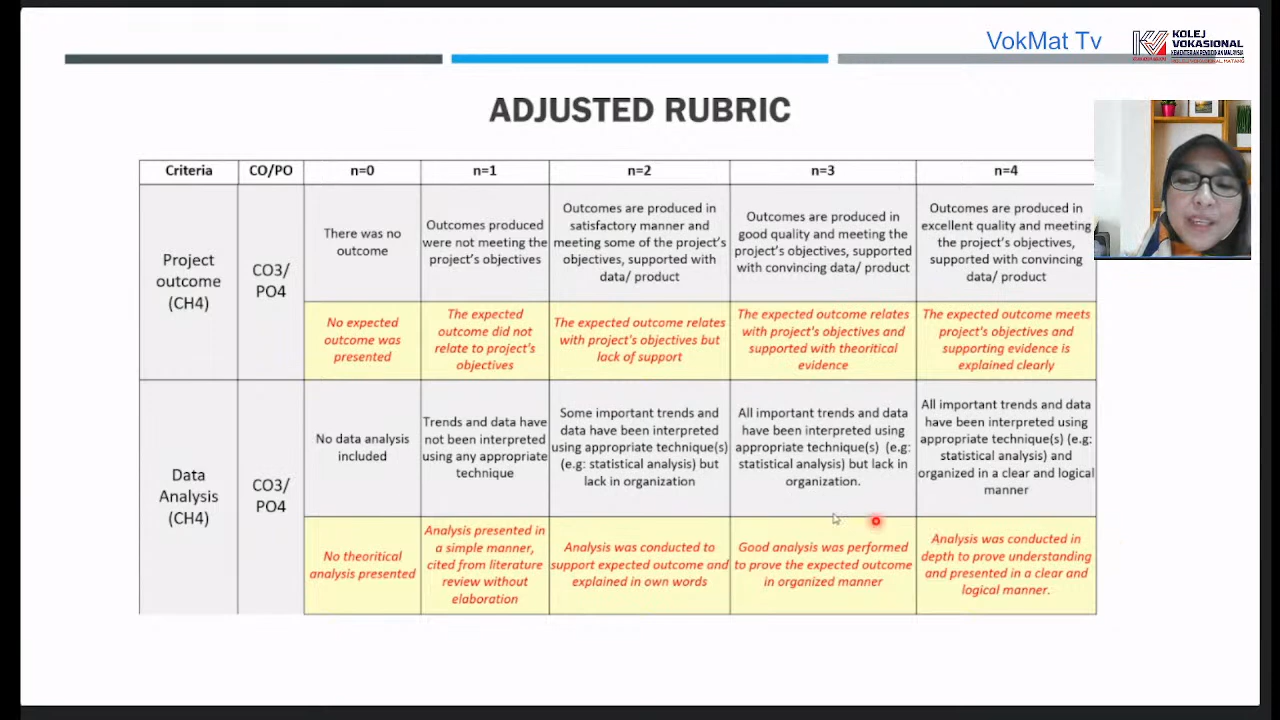 VokMat Tv
KOLEJ
VOKASIONAL
KEMENTERIAN PENDIDIKAN MALAYSIA
ADJUSTED RUBRIC
Criteria
CO/PO
n=0
n=1
n=2
n=3
n=4
Project
outcome
(CH4)
CO3/
PO4
There was no
outcome
Outcomes produced
were not meeting the
project's objectives
Outcomes are produced in
satisfactory manner and
meeting some of the project's
objectives, supported with
data/ product
Outcomes are produced in
good quality and meeting the
project's objectives, supported
with convincing data/ product
Outcomes are produced in
excellent quality and meeting
the project's objectives,
supported with convincing
data/ product
No expected
outcome was
presented
The expected
outcome did not
relate to project's
objectives
The expected outcome relates
with project's objectives but
lack of support
The expected outcome relates
with project's objectives and
supported with theoritical
evidence
The expected outcome meets
project's objectives and
supporting evidence is
explained clearly
Data
Analysis
(CH4)
CO3/
PO4
No data analysis
included
Trends and data have
not been interpreted
using any appropriate
technique
Some important trends and
data have been interpreted
using appropriate technique(s)
(e.g: statistical analysis) but
lack in organization
All important trends and data
have been interpreted using
appropriate technique(s) (e.g:
statistical analysis) but lack in
organization.
All important trends and data
have been interpreted using
appropriate technique(s) (e.g:
statistical analysis) and
organized in a clear and logical
manner
No theoritical
analysis presented
Analysis presented in
a simple manner,
cited from literature
review without
elaboration
Analysis was conducted to
support expected outcome and
explained in own words
Good analysis was performed
to prove the expected outcome
in organized manner
Analysis was conducted in
depth to prove understanding
and presented in a clear and
logical manner.